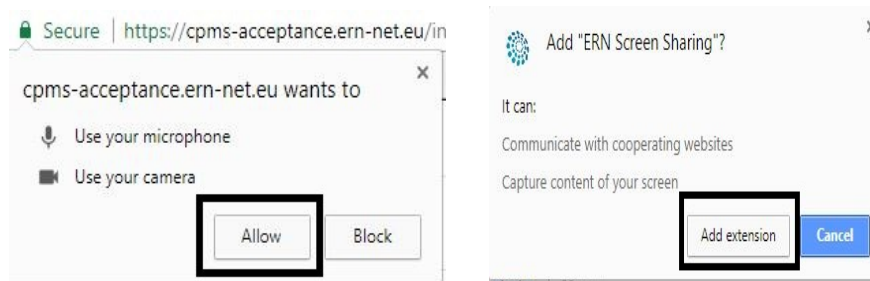 Secure | https://cpms-acceptance.ern-net.eu/in
cpms-acceptance.ern-net.eu wants to
Use your microphone
Use your camera
Allow
Block
Add "ERN Screen Sharing"?
It can:
Communicate with cooperating websites
Capture content of your screen
Add extension
Cancel